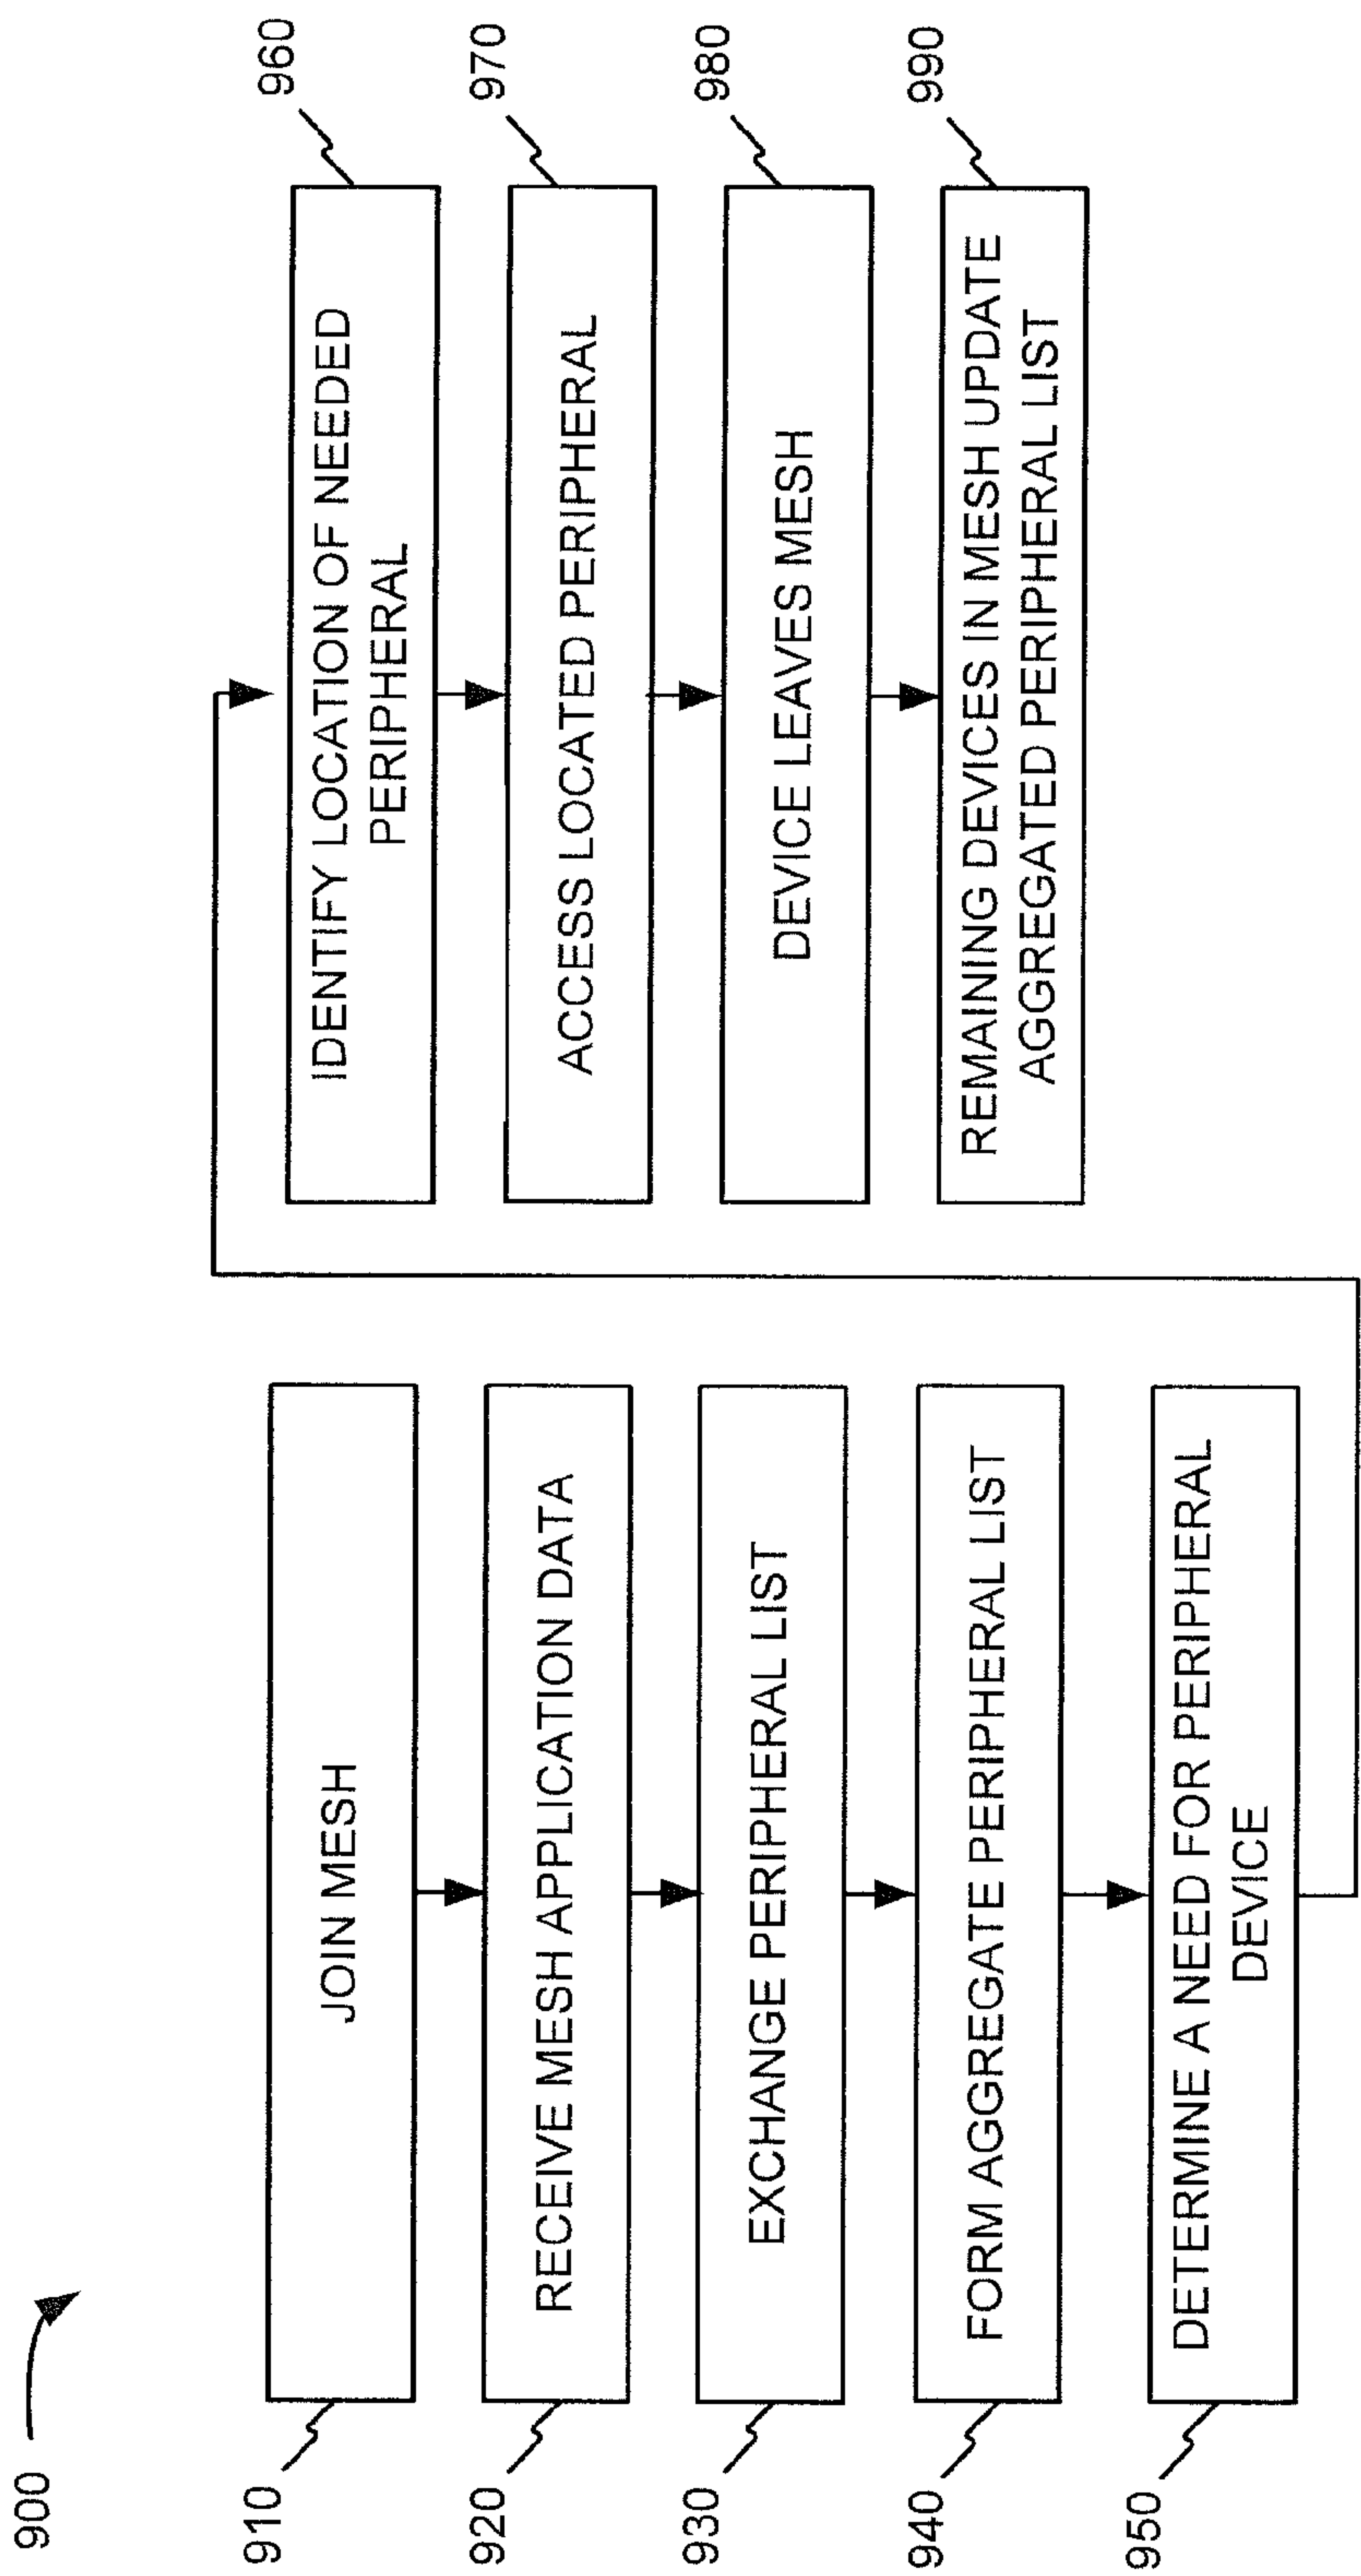 900
910
JOIN MESH
920
RECEIVE MESH APPLICATION DATA
930
EXCHANGE PERIPHERAL LIST
940
FORM AGGREGATE PERIPHERAL LIST
950
DETERMINE A NEED FOR PERIPHERAL
DEVICE
960
IDENTIFY LOCATION OF NEEDED
PERIPHERAL
970
ACCESS LOCATED PERIPHERAL
980
DEVICE LEAVES MESH
990
REMAINING DEVICES IN MESH UPDATE
AGGREGATED PERIPHERAL LIST